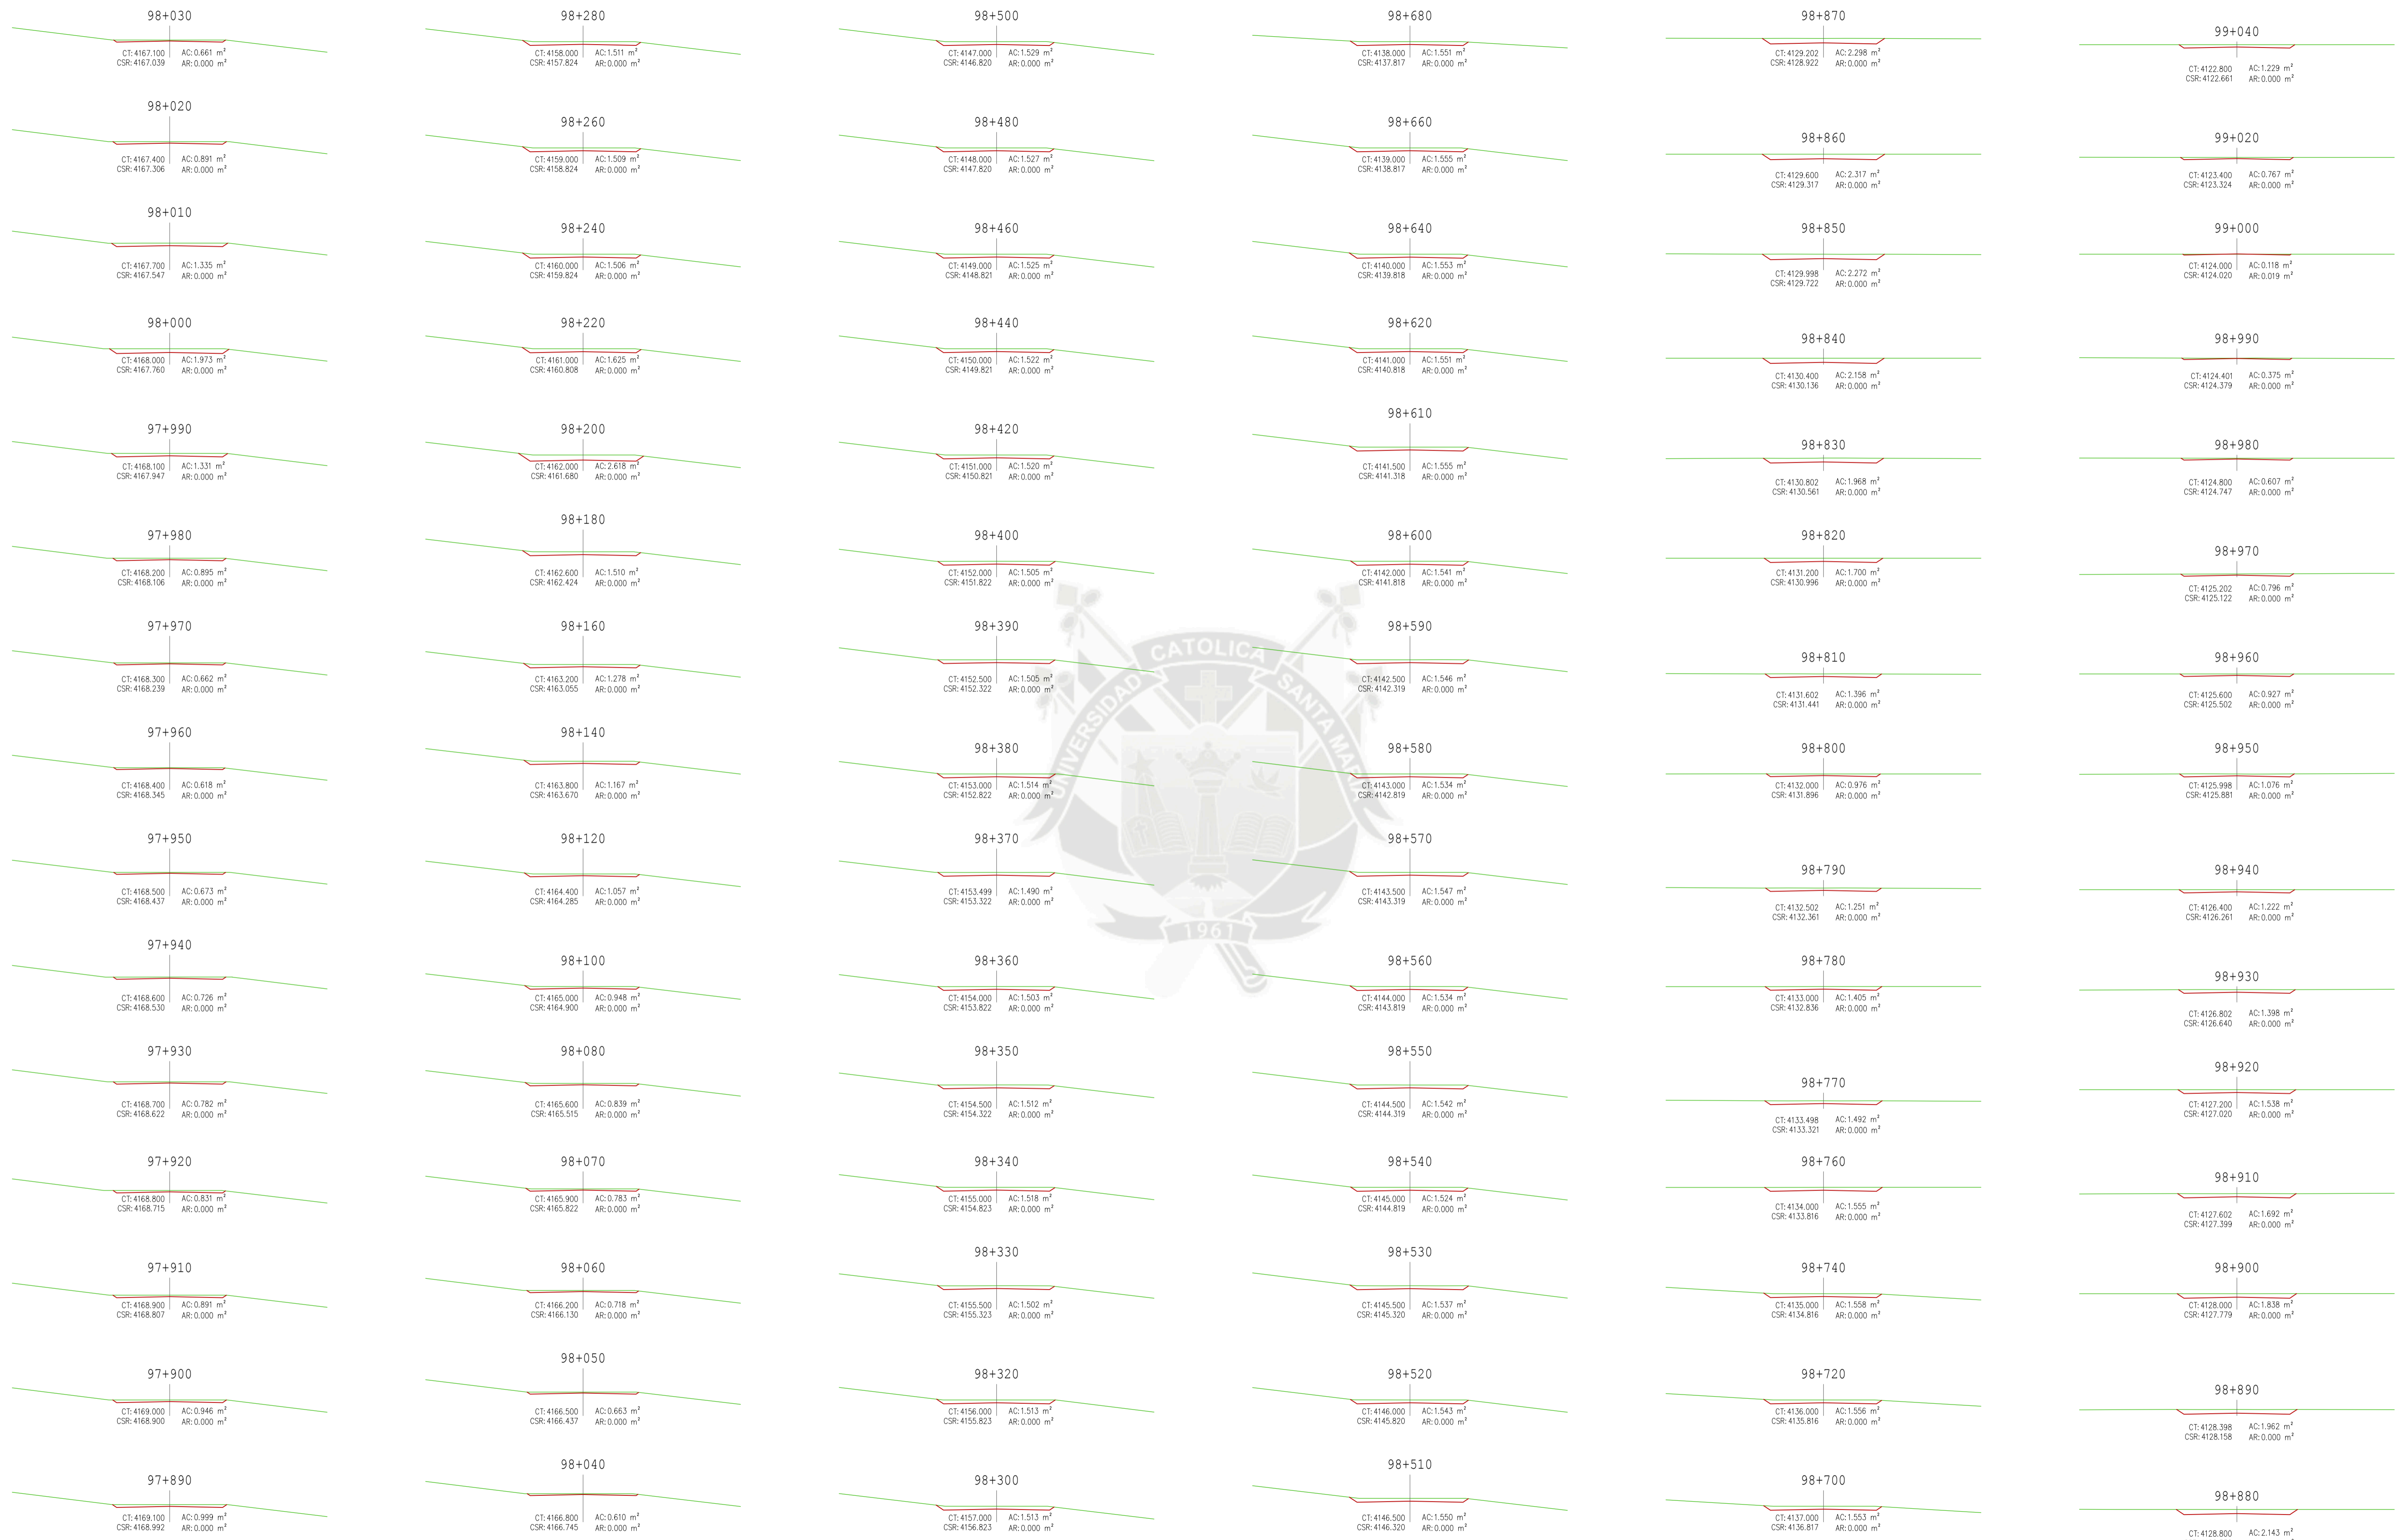 98+030
CT: 4167.100 AC: 0.661 m²
CSR: 4167.039 AR: 0.000 m²
98+020
CT: 4167.400 AC: 0.891 m²
CSR: 4167.306 AR: 0.000 m²
98+010
CT: 4167.700 AC: 1.335 m²
CSR: 4167.547 AR: 0.000 m²
98+000
CT: 4168.000 AC: 1.973 m²
CSR: 4167.760 AR: 0.000 m²
97+990
CT: 4168.100 AC: 1.331 m²
CSR: 4167.947 AR: 0.000 m²
97+980
CT: 4168.200 AC: 0.895 m²
CSR: 4168.106 AR: 0.000 m²
97+970
CT: 4168.300 AC: 0.662 m²
CSR: 4168.239 AR: 0.000 m²
97+960
CT: 4168.400 AC: 0.618 m²
CSR: 4168.345 AR: 0.000 m²
97+950
CT: 4168.500 AC: 0.673 m²
CSR: 4168.437 AR: 0.000 m²
97+940
CT: 4168.600 AC: 0.726 m²
CSR: 4168.530 AR: 0.000 m²
97+930
CT: 4168.700 AC: 0.782 m²
CSR: 4168.622 AR: 0.000 m²
97+920
CT: 4168.800 AC: 0.831 m²
CSR: 4168.715 AR: 0.000 m²
97+910
CT: 4168.900 AC: 0.891 m²
CSR: 4168.807 AR: 0.000 m²
97+900
CT: 4169.000 AC: 0.946 m²
CSR: 4168.900 AR: 0.000 m²
97+890
CT: 4169.100 AC: 0.999 m²
CSR: 4168.992 AR: 0.000 m²
98+280
CT: 4158.000 AC: 1.511 m²
CSR: 4157.824 AR: 0.000 m²
98+260
CT: 4159.000 AC: 1.509 m²
CSR: 4158.824 AR: 0.000 m²
98+240
CT: 4160.000 AC: 1.506 m²
CSR: 4159.824 AR: 0.000 m²
98+220
CT: 4161.000 AC: 1.625 m²
CSR: 4160.808 AR: 0.000 m²
98+200
CT: 4162.000 AC: 2.618 m²
CSR: 4161.680 AR: 0.000 m²
98+180
CT: 4162.600 AC: 1.510 m²
CSR: 4162.424 AR: 0.000 m²
98+160
CT: 4163.200 AC: 1.278 m²
CSR: 4163.055 AR: 0.000 m²
98+140
CT: 4163.800 AC: 1.167 m²
CSR: 4163.670 AR: 0.000 m²
98+120
CT: 4164.400 AC: 1.057 m²
CSR: 4164.285 AR: 0.000 m²
98+100
CT: 4165.000 AC: 0.948 m²
CSR: 4164.900 AR: 0.000 m²
98+080
CT: 4165.600 AC: 0.839 m²
CSR: 4165.515 AR: 0.000 m²
98+070
CT: 4165.900 AC: 0.783 m²
CSR: 4165.822 AR: 0.000 m²
98+060
CT: 4166.200 AC: 0.718 m²
CSR: 4166.130 AR: 0.000 m²
98+050
CT: 4166.500 AC: 0.663 m²
CSR: 4166.437 AR: 0.000 m²
98+040
CT: 4166.800 AC: 0.610 m²
CSR: 4166.745 AR: 0.000 m²
98+500
CT: 4147.000 AC: 1.529 m²
CSR: 4146.820 AR: 0.000 m²
98+480
CT: 4148.000 AC: 1.527 m²
CSR: 4147.820 AR: 0.000 m²
98+460
CT: 4149.000 AC: 1.525 m²
CSR: 4148.821 AR: 0.000 m²
98+440
CT: 4150.000 AC: 1.522 m²
CSR: 4149.821 AR: 0.000 m²
98+420
CT: 4151.000 AC: 1.520 m²
CSR: 4150.821 AR: 0.000 m²
98+400
CT: 4152.000 AC: 1.505 m²
CSR: 4151.822 AR: 0.000 m²
98+390
CT: 4152.500 AC: 1.505 m²
CSR: 4152.322 AR: 0.000 m²
98+380
CT: 4153.000 AC: 1.514 m²
CSR: 4152.822 AR: 0.000 m²
98+370
CT: 4153.499 AC: 1.490 m²
CSR: 4153.322 AR: 0.000 m²
98+360
CT: 4154.000 AC: 1.503 m²
CSR: 4153.822 AR: 0.000 m²
98+350
CT: 4154.500 AC: 1.512 m²
CSR: 4154.322 AR: 0.000 m²
98+340
CT: 4155.000 AC: 1.518 m²
CSR: 4154.823 AR: 0.000 m²
98+330
CT: 4155.500 AC: 1.502 m²
CSR: 4155.323 AR: 0.000 m²
98+320
CT: 4156.000 AC: 1.513 m²
CSR: 4155.823 AR: 0.000 m²
98+300
CT: 4157.000 AC: 1.513 m²
CSR: 4156.823 AR: 0.000 m²
98+680
CT: 4138.000 AC: 1.551 m²
CSR: 4137.817 AR: 0.000 m²
98+660
CT: 4139.000 AC: 1.555 m²
CSR: 4138.817 AR: 0.000 m²
98+640
CT: 4140.000 AC: 1.553 m²
CSR: 4139.818 AR: 0.000 m²
98+620
CT: 4141.000 AC: 1.551 m²
CSR: 4140.818 AR: 0.000 m²
98+610
CT: 4141.500 AC: 1.555 m²
CSR: 4141.318 AR: 0.000 m²
98+600
CT: 4142.000 AC: 1.541 m²
CSR: 4141.818 AR: 0.000 m²
98+590
CT: 4142.500 AC: 1.546 m²
CSR: 4142.319 AR: 0.000 m²
98+580
CT: 4143.000 AC: 1.534 m²
CSR: 4142.819 AR: 0.000 m²
98+570
CT: 4143.500 AC: 1.547 m²
CSR: 4143.319 AR: 0.000 m²
98+560
CT: 4144.000 AC: 1.534 m²
CSR: 4143.819 AR: 0.000 m²
98+550
CT: 4144.500 AC: 1.542 m²
CSR: 4144.319 AR: 0.000 m²
98+540
CT: 4145.000 AC: 1.524 m²
CSR: 4144.819 AR: 0.000 m²
98+530
CT: 4145.500 AC: 1.537 m²
CSR: 4145.320 AR: 0.000 m²
98+520
CT: 4146.000 AC: 1.543 m²
CSR: 4145.820 AR: 0.000 m²
98+510
CT: 4146.500 AC: 1.550 m²
CSR: 4146.320 AR: 0.000 m²
98+870
CT: 4129.202 AC: 2.298 m²
CSR: 4128.922 AR: 0.000 m²
98+860
CT: 4129.600 AC: 2.317 m²
CSR: 4129.317 AR: 0.000 m²
98+850
CT: 4129.998 AC: 2.272 m²
CSR: 4129.722 AR: 0.000 m²
98+840
CT: 4130.400 AC: 2.158 m²
CSR: 4130.136 AR: 0.000 m²
98+830
CT: 4130.802 AC: 1.968 m²
CSR: 4130.561 AR: 0.000 m²
98+820
CT: 4131.200 AC: 1.700 m²
CSR: 4130.996 AR: 0.000 m²
98+810
CT: 4131.602 AC: 1.396 m²
CSR: 4131.441 AR: 0.000 m²
98+800
CT: 4132.000 AC: 0.976 m²
CSR: 4131.896 AR: 0.000 m²
98+790
CT: 4132.502 AC: 1.251 m²
CSR: 4132.361 AR: 0.000 m²
98+780
CT: 4133.000 AC: 1.405 m²
CSR: 4132.836 AR: 0.000 m²
98+770
CT: 4133.498 AC: 1.492 m²
CSR: 4133.321 AR: 0.000 m²
98+760
CT: 4134.000 AC: 1.555 m²
CSR: 4133.816 AR: 0.000 m²
98+740
CT: 4135.000 AC: 1.558 m²
CSR: 4134.816 AR: 0.000 m²
98+720
CT: 4136.000 AC: 1.556 m²
CSR: 4135.816 AR: 0.000 m²
98+700
CT: 4137.000 AC: 1.553 m²
CSR: 4136.817 AR: 0.000 m²
99+040
CT: 4122.800 AC: 1.229 m²
CSR: 4122.661 AR: 0.000 m²
99+020
CT: 4123.400 AC: 0.767 m²
CSR: 4123.324 AR: 0.000 m²
99+000
CT: 4124.000 AC: 0.118 m²
CSR: 4124.020 AR: 0.019 m²
98+990
CT: 4124.401 AC: 0.375 m²
CSR: 4124.379 AR: 0.000 m²
98+980
CT: 4124.800 AC: 0.607 m²
CSR: 4124.747 AR: 0.000 m²
98+970
CT: 4125.202 AC: 0.796 m²
CSR: 4125.122 AR: 0.000 m²
98+960
CT: 4125.600 AC: 0.927 m²
CSR: 4125.502 AR: 0.000 m²
98+950
CT: 4125.998 AC: 1.076 m²
CSR: 4125.881 AR: 0.000 m²
98+940
CT: 4126.400 AC: 1.222 m²
CSR: 4126.261 AR: 0.000 m²
98+930
CT: 4126.802 AC: 1.398 m²
CSR: 4126.640 AR: 0.000 m²
98+920
CT: 4127.200 AC: 1.538 m²
CSR: 4127.020 AR: 0.000 m²
98+910
CT: 4127.602 AC: 1.692 m²
CSR: 4127.399 AR: 0.000 m²
98+900
CT: 4128.000 AC: 1.838 m²
CSR: 4127.779 AR: 0.000 m²
98+890
CT: 4128.398 AC: 1.962 m²
CSR: 4128.158 AR: 0.000 m²
98+880
CT: 4128.800 AC: 2.143 m²
UNIVERSIDAD CATOLICA SANTA MARIA
1961